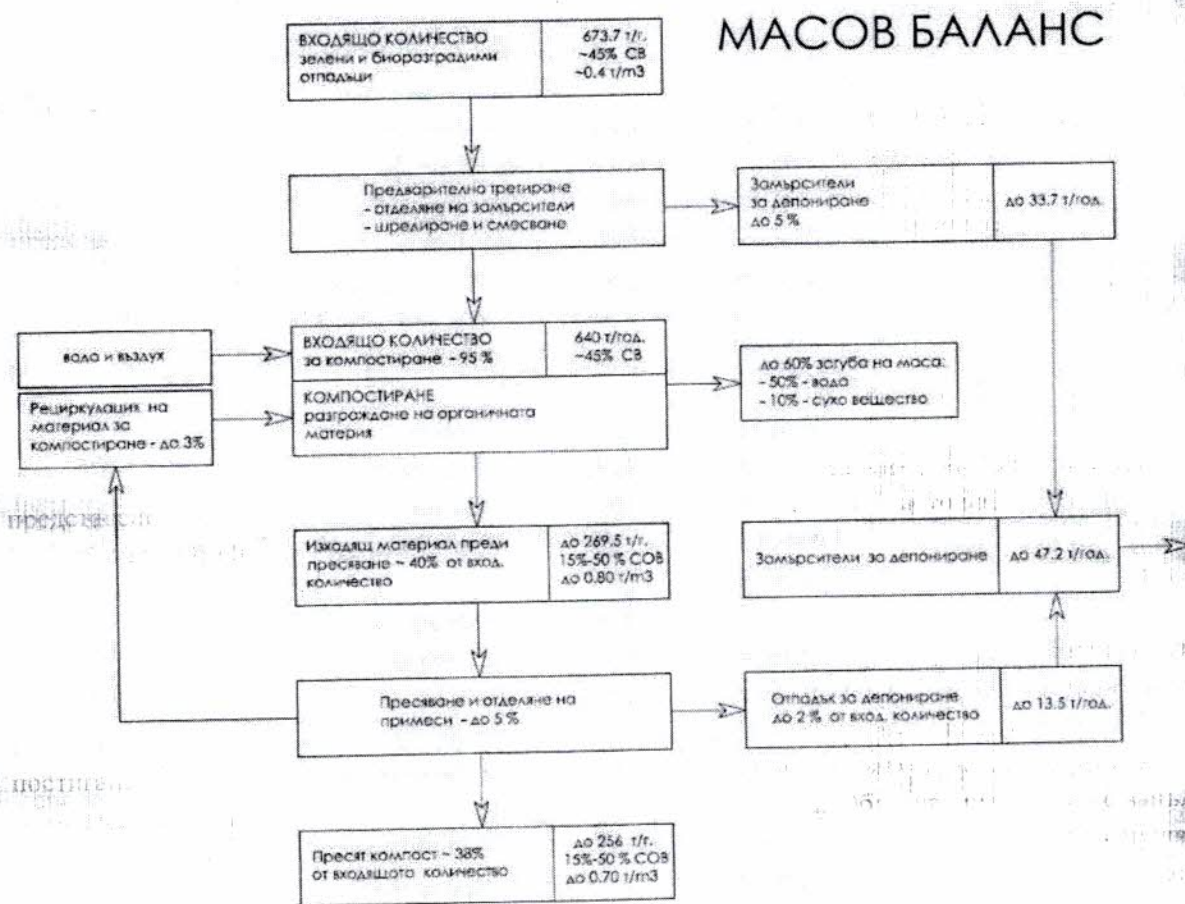 МАСОВ БАЛАНС
ВХОДЯЩО КОЛИЧЕСТВО
зелени и биоразградими
отпадъци
673.7 т/г.
~45% СВ
~0.4 т/m3
Предварително третиране
- отделяне на замърсители
- шредиране и смесване
Замърсители
за депониране
до 5 %
до 33.7 т/год.
вода и въздух
ВХОДЯЩО КОЛИЧЕСТВО
за компостиране ~ 95 %
640 т/год.
~45% СВ
Рециркулация на
материал за
компостиране - до 3%
КОМПОСТИРАНЕ
разграждане на органичната
материя
до 60% загуба на маса:
- 50% - вода
- 10% - сухо вещество
Изходящ материал преди
пресяване ~ 40% от вход.
количество
до 269.5 т/г.
15%-50 % СОВ
до 0.80 т/m3
Замърсители за депониране
до 47.2 т/год.
Пресяване и отделяне на
примеси - до 5 %
Отпадък за депониране
до 2 % от вход. количество
до 13.5 т/год.
Пресят компост ~ 38%
от входящото количество
до 256 т/г.
15%-50 % СОВ
до 0.70 т/m3